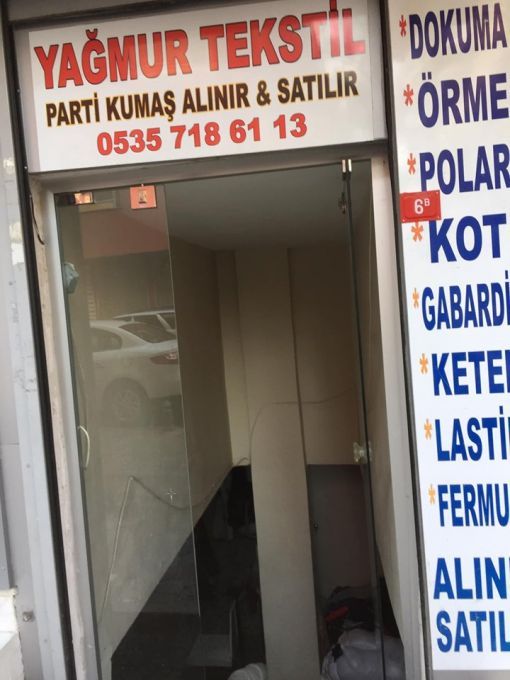 YAĞMUR TEKSTİL
PARTİ KUMAŞ ALINIR & SATILIR
0535 718 61 13
*DOKUMA
*ÖRME
*POLAR
6B
*KOT
*GABARDİ
*KETE
*LASTİ
*FERMU
ALIN
SATIL